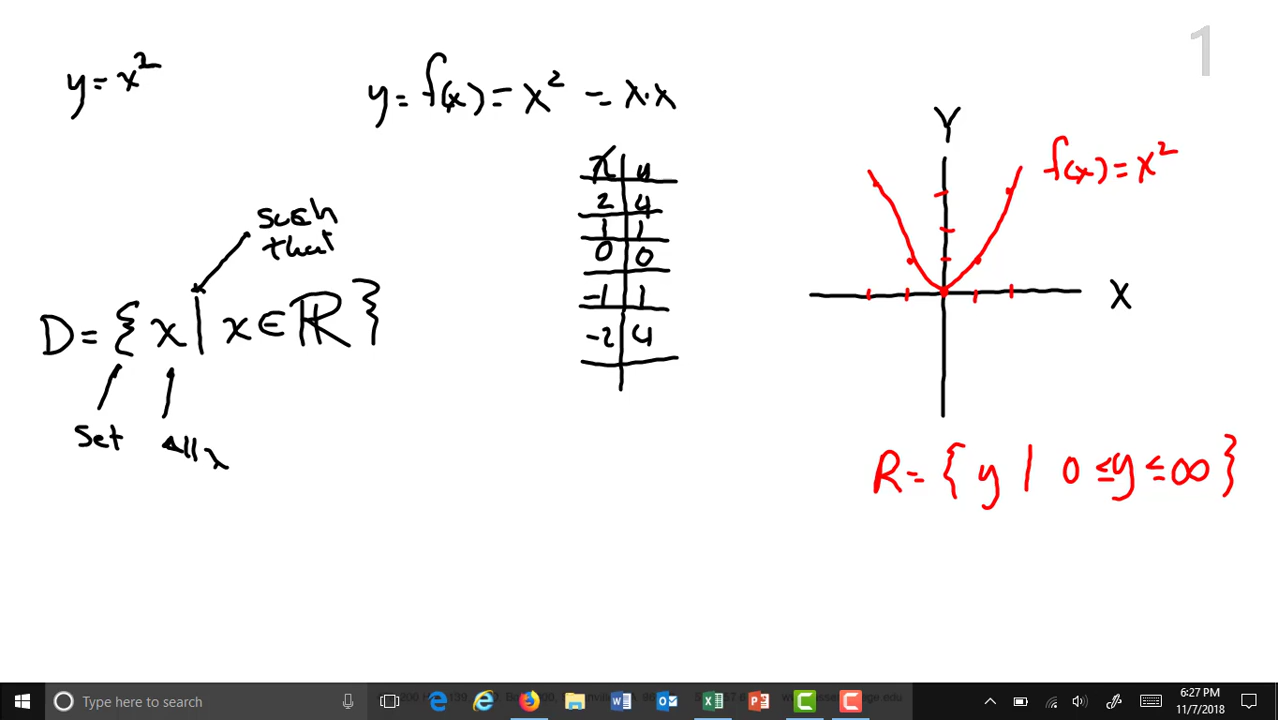 1
y = x²
y = f(x) = x² = x·x
x y
2 4
1 1
0 0
-1 1
-2 4
such
that
D = { x | x ∈ ℝ }
Set
All x
Y
f(x) = x²
X
R = { y | 0 ≤ y ≤ ∞ }
Type here to search
6:27 PM
11/7/2018